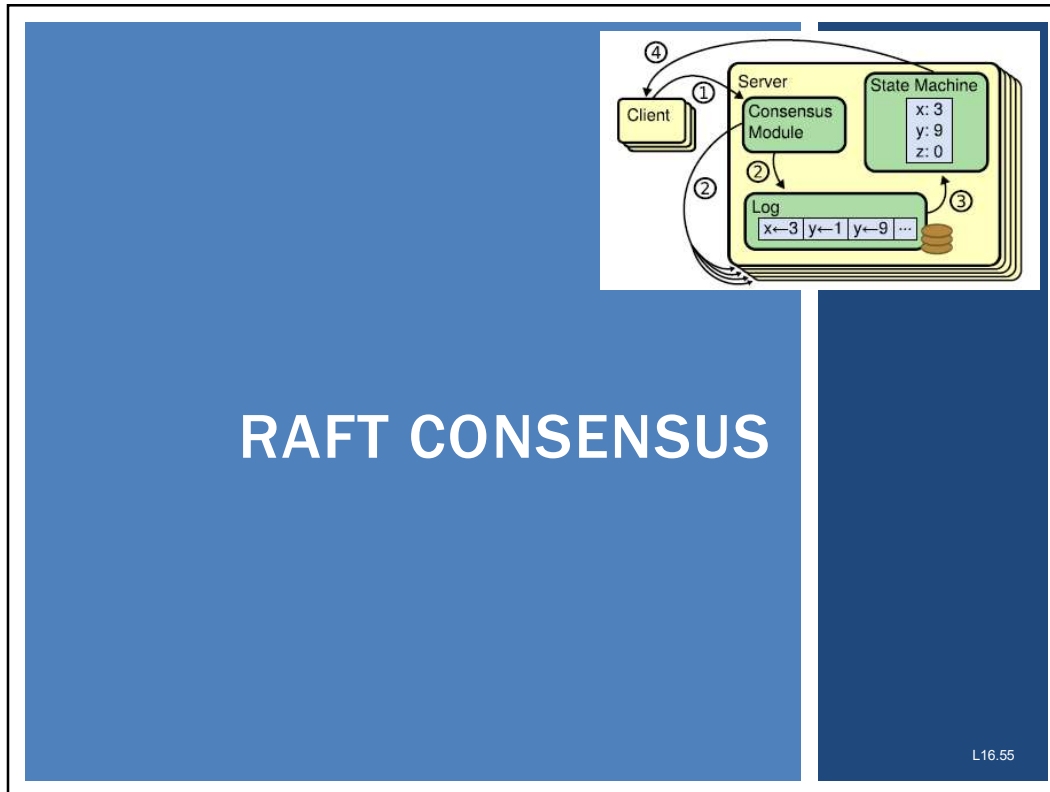 ④
①
Client
Server
Consensus
Module
State Machine
x: 3
y: 9
z: 0
②
②
③
Log
x←3 y←1 y←9 ...
RAFT CONSENSUS
L16.55